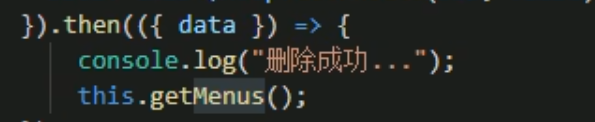 }).then(({ data }) => {
console.log("删除成功...");
this.getMenus();